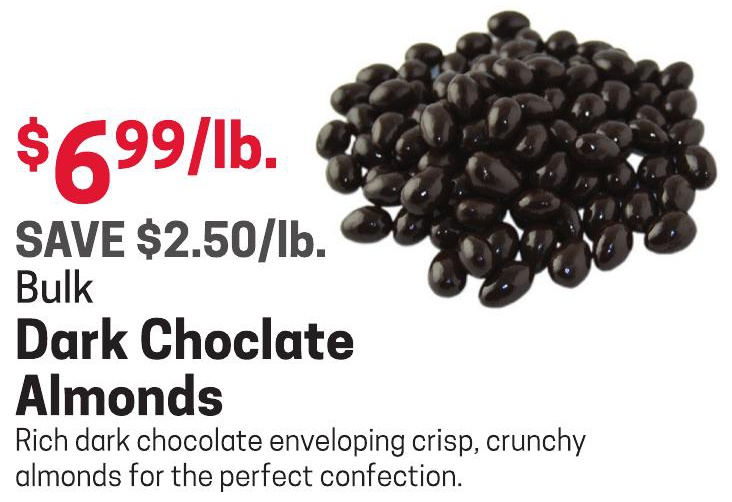 $6.99/lb.
SAVE $2.50/lb.
Bulk
Dark Choclate
Almonds
Rich dark chocolate enveloping crisp, crunchy
almonds for the perfect confection.